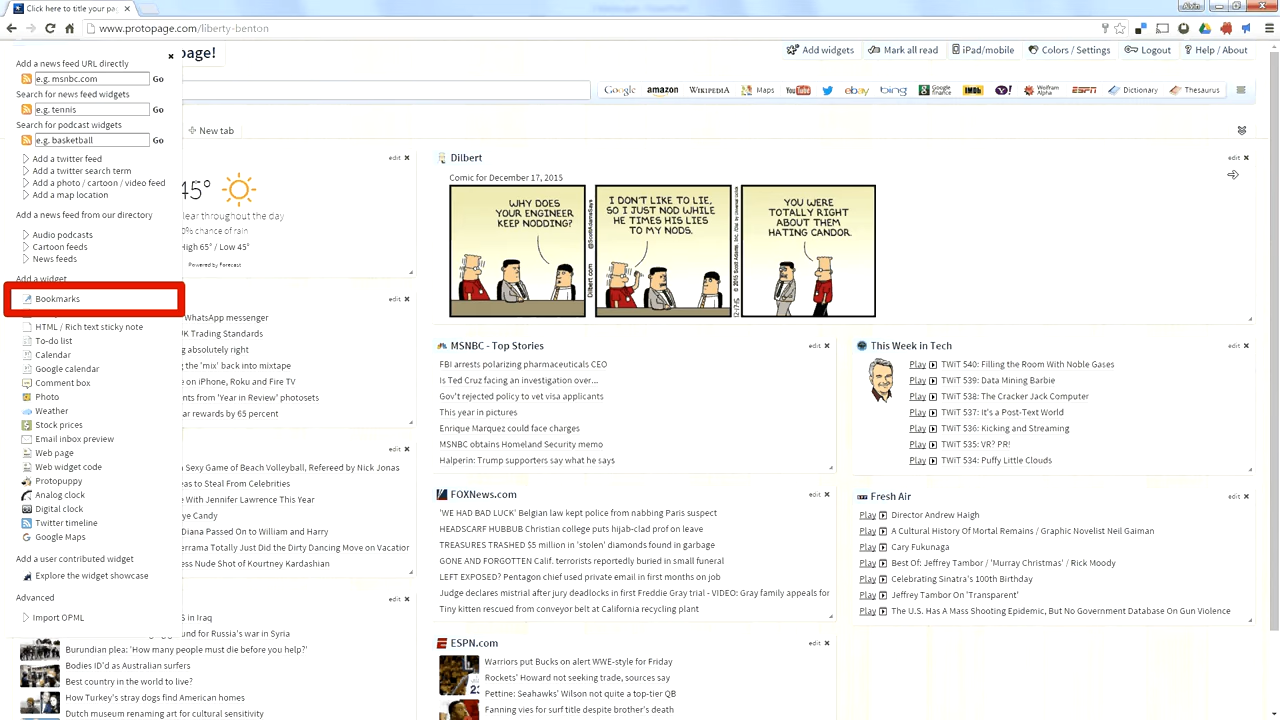 Click here to title your page
Alvin
www.protopage.com/liberty-benton
page!
Add widgets
Mark all read
iPad/mobile
Colors / Settings
Logout
Help / About
Add a news feed URL directly
e.g. msnbc.com Go
Search for news feed widgets
e.g. tennis Go
Search for podcast widgets
e.g. basketball Go
Add a twitter feed
Add a twitter search term
Add a photo / cartoon / video feed
Add a map location
Add a news feed from our directory
Audio podcasts
Cartoon feeds
News feeds
Add a widget
Bookmarks
HTML / Rich text sticky note
To-do list
Calendar
Google calendar
Comment box
Photo
Weather
Stock prices
Email inbox preview
Web page
Web widget code
Protopuppy
Analog clock
Digital clock
Twitter timeline
Google Maps
Add a user contributed widget
Explore the widget showcase
Advanced
Import OPML
Google amazon WIKIPEDIA Maps YouTube ebay bing Google Finance IMDb Y! Wolfram Alpha ESPN Dictionary Thesaurus
+ New tab
edit
45°
clear throughout the day
0% chance of rain
High 65° / Low 45°
Powered by Forecast
edit
WhatsApp messenger
UK Trading Standards
g absolutely right
ng the 'mix' back into mixtape
e on iPhone, Roku and Fire TV
ents from 'Year in Review' photosets
ar rewards by 65 percent
edit
a Sexy Game of Beach Volleyball, Refereed by Nick Jonas
eas to Steal From Celebrities
With Jennifer Lawrence This Year
Eye Candy
Diana Passed On to William and Harry
errama Totally Just Did the Dirty Dancing Move on Vacation
ess Nude Shot of Kourtney Kardashian
edit
S in Iraq
ground for Russia's war in Syria
Burundian plea: 'How many people must die before you help?'
Bodies ID'd as Australian surfers
Best country in the world to live?
How Turkey's stray dogs find American homes
Dutch museum renaming art for cultural sensitivity
Dilbert
edit
Comic for December 17, 2015
WHY DOES
YOUR ENGINEER
KEEP NODDING?
Dilbert.com @ScottAdamsSays
I DON'T LIKE TO LIE,
SO I JUST NOD WHILE
HE TIMES HIS LIES
TO MY NODS.
YOU WERE
TOTALLY RIGHT
ABOUT THEM
HATING CANDOR.
MSNBC - Top Stories
edit
FBI arrests polarizing pharmaceuticals CEO
Is Ted Cruz facing an investigation over...
Gov't rejected policy to vet visa applicants
This year in pictures
Enrique Marquez could face charges
MSNBC obtains Homeland Security memo
Halperin: Trump supporters say what he says
FOXNews.com
edit
'WE HAD BAD LUCK' Belgian law kept police from nabbing Paris suspect
HEADSCARF HUBBUB Christian college puts hijab-clad prof on leave
TREASURES TRASHED $5 million in 'stolen' diamonds found in garbage
GONE AND FORGOTTEN Calif. terrorists reportedly buried in small funeral
LEFT EXPOSED? Pentagon chief used private email in first months on job
Judge declares mistrial after jury deadlocks in first Freddie Gray trial - VIDEO: Gray family appeals for
Tiny kitten rescued from conveyor belt at California recycling plant
ESPN.com
edit
Warriors put Bucks on alert WWE-style for Friday
Rockets' Howard not seeking trade, sources say
Pettine: Seahawks' Wilson not quite a top-tier QB
Fanning vies for surf title despite brother's death
This Week in Tech
edit
Play TWiT 540: Filling the Room With Noble Gases
Play TWiT 539: Data Mining Barbie
Play TWiT 538: The Cracker Jack Computer
Play TWiT 537: It's a Post-Text World
Play TWiT 536: Kicking and Streaming
Play TWiT 535: VR? PR!
Play TWiT 534: Puffy Little Clouds
Fresh Air
edit
Play Director Andrew Haigh
Play A Cultural History Of Mortal Remains / Graphic Novelist Neil Gaiman
Play Cary Fukunaga
Play Best Of: Jeffrey Tambor / 'Murray Christmas' / Rick Moody
Play Celebrating Sinatra's 100th Birthday
Play Jeffrey Tambor On 'Transparent'
Play The U.S. Has A Mass Shooting Epidemic, But No Government Database On Gun Violence